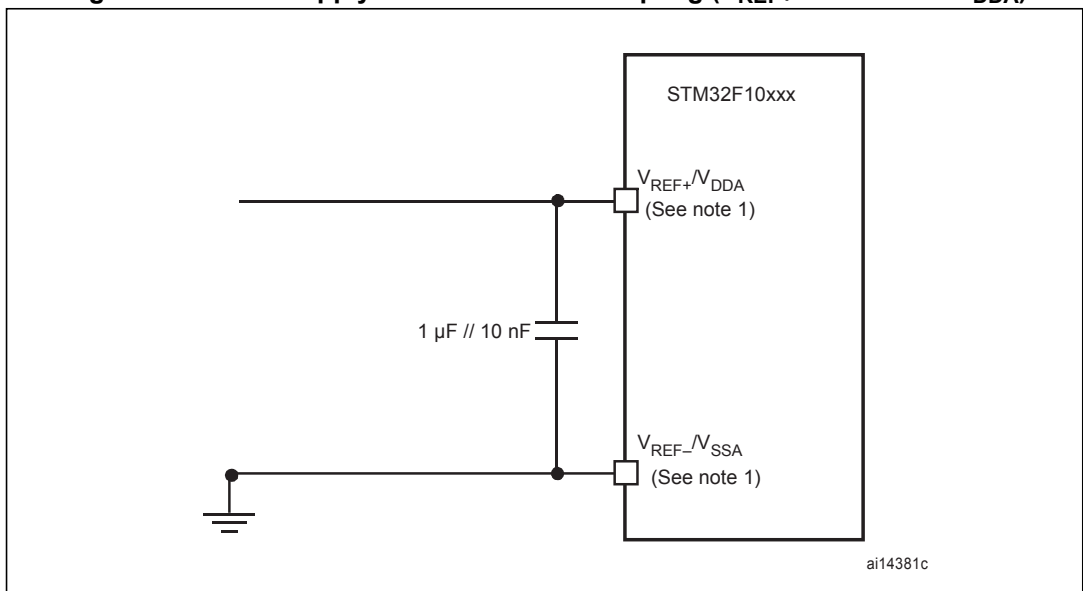 STM32F10xxx
VREF+/VDDA
(See note 1)
1 µF // 10 nF
VREF–/VSSA
(See note 1)
ai14381c